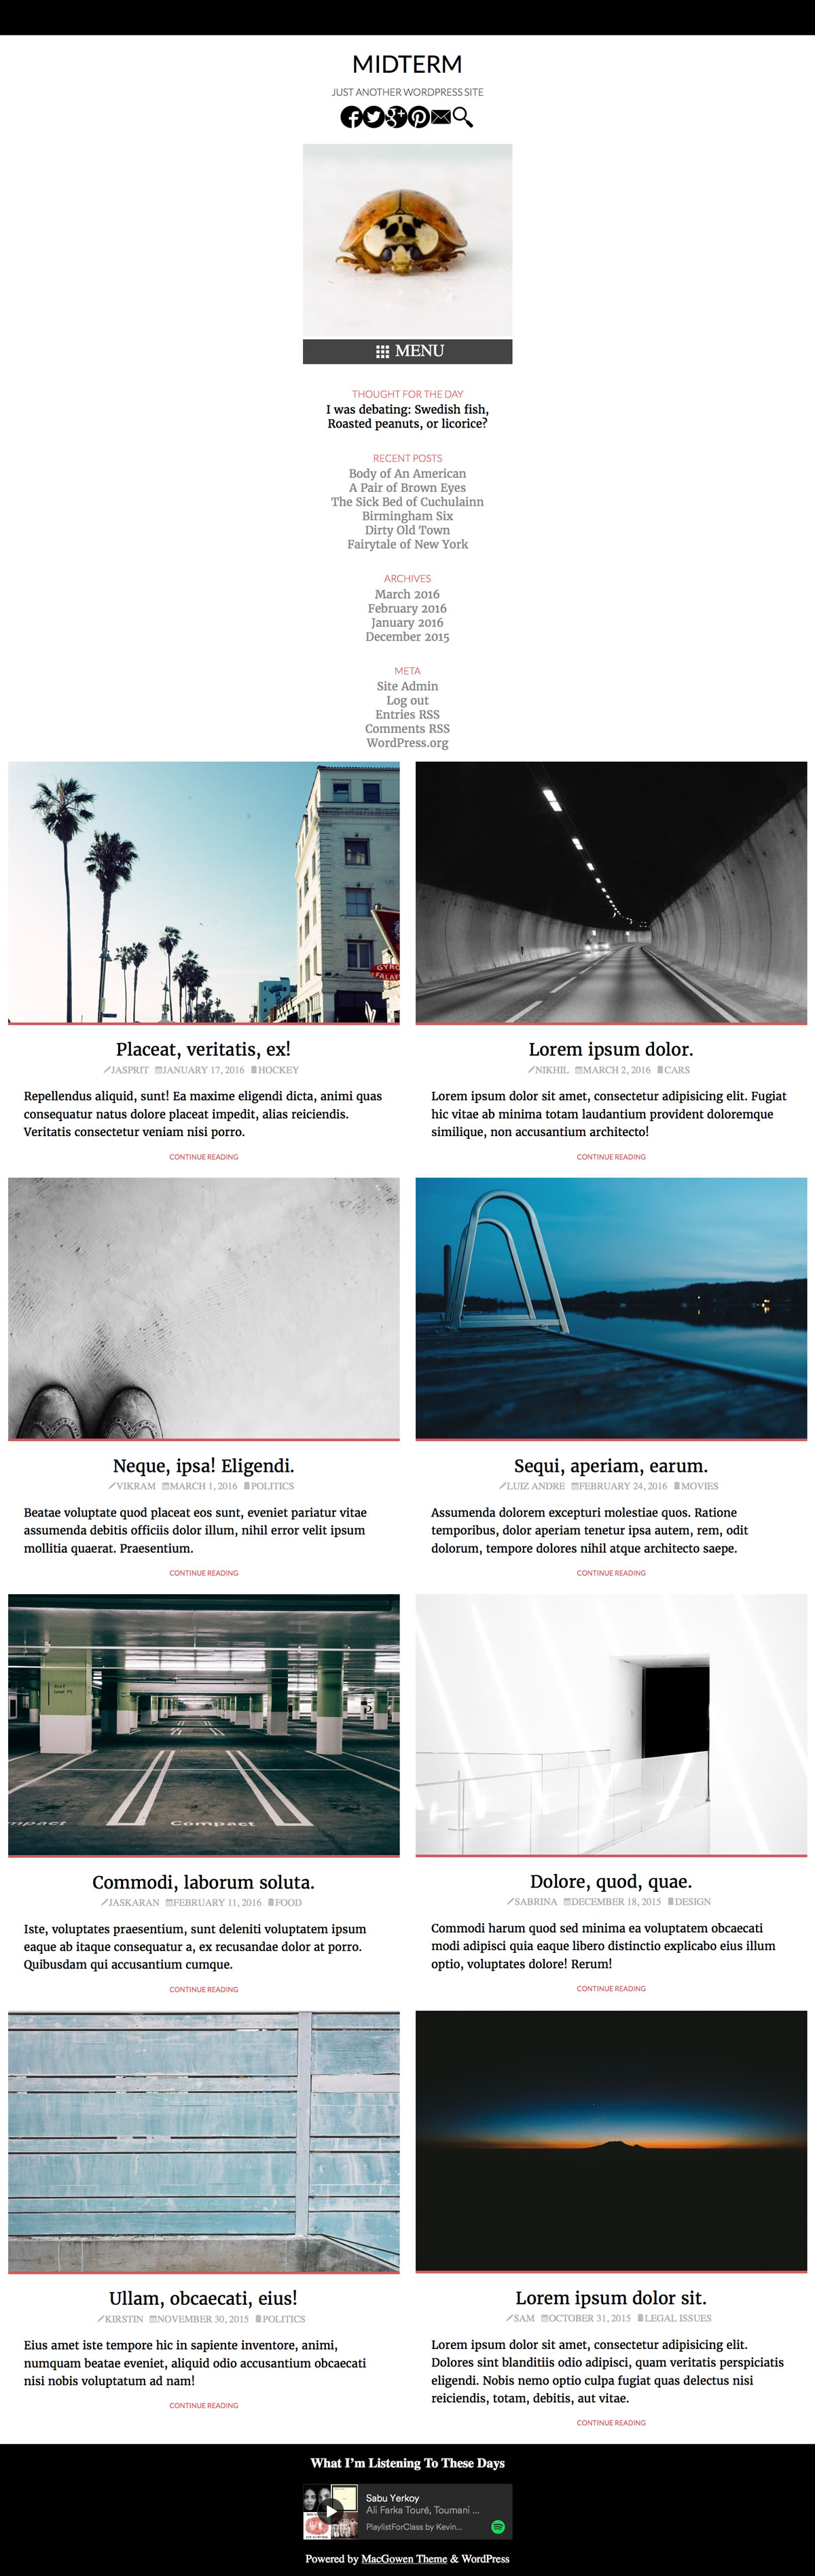 MIDTERM
JUST ANOTHER WORDPRESS SITE
MENU
THOUGHT FOR THE DAY
I was debating: Swedish fish,
Roasted peanuts, or licorice?
RECENT POSTS
Body of An American
A Pair of Brown Eyes
The Sick Bed of Cuchulainn
Birmingham Six
Dirty Old Town
Fairytale of New York
ARCHIVES
March 2016
February 2016
January 2016
December 2015
META
Site Admin
Log out
Entries RSS
Comments RSS
WordPress.org
GYRO
FALAF
Placeat, veritatis, ex!
JASPRIT JANUARY 17, 2016 HOCKEY
Repellendus aliquid, sunt! Ea maxime eligendi dicta, animi quas
consequatur natus dolore placeat impedit, alias reiciendis.
Veritatis consectetur veniam nisi porro.
CONTINUE READING
Lorem ipsum dolor.
NIKHIL MARCH 2, 2016 CARS
Lorem ipsum dolor sit amet, consectetur adipisicing elit. Fugiat
hic vitae ab minima totam laudantium provident doloremque
similique, non accusantium architecto!
CONTINUE READING
Neque, ipsa! Eligendi.
VIKRAM MARCH 1, 2016 POLITICS
Beatae voluptate quod placeat eos sunt, eveniet pariatur vitae
assumenda debitis officiis dolor illum, nihil error velit ipsum
mollitia quaerat. Praesentium.
CONTINUE READING
Sequi, aperiam, earum.
LUIZ ANDRE FEBRUARY 24, 2016 MOVIES
Assumenda dolorem excepturi molestiae quos. Ratione
temporibus, dolor aperiam tenetur ipsa autem, rem, odit
dolorum, tempore dolores nihil atque architecto saepe.
CONTINUE READING
Level P5
mpact Compact
Commodi, laborum soluta.
JASKARAN FEBRUARY 11, 2016 FOOD
Iste, voluptates praesentium, sunt deleniti voluptatem ipsum
eaque ab itaque consequatur a, ex recusandae dolor at porro.
Quibusdam qui accusantium cumque.
CONTINUE READING
Dolore, quod, quae.
SABRINA DECEMBER 18, 2015 DESIGN
Commodi harum quod sed minima ea voluptatem obcaecati
modi adipisci quia eaque libero distinctio explicabo eius illum
optio, voluptates dolore! Rerum!
CONTINUE READING
Ullam, obcaecati, eius!
KIRSTIN NOVEMBER 30, 2015 POLITICS
Eius amet iste tempore hic in sapiente inventore, animi,
numquam beatae eveniet, aliquid odio accusantium obcaecati
nisi nobis voluptatum ad nam!
CONTINUE READING
Lorem ipsum dolor sit.
SAM OCTOBER 31, 2015 LEGAL ISSUES
Lorem ipsum dolor sit amet, consectetur adipisicing elit.
Dolores sint blanditiis odio adipisci, quam veritatis perspiciatis
eligendi. Nobis nemo optio culpa fugiat quas delectus nisi
reiciendis, totam, debitis, aut vitae.
CONTINUE READING
What I'm Listening To These Days
Sabu Yerkoy
Ali Farka Touré, Toumani ...
PlaylistForClass by Kevin...
Powered by MacGowen Theme & WordPress